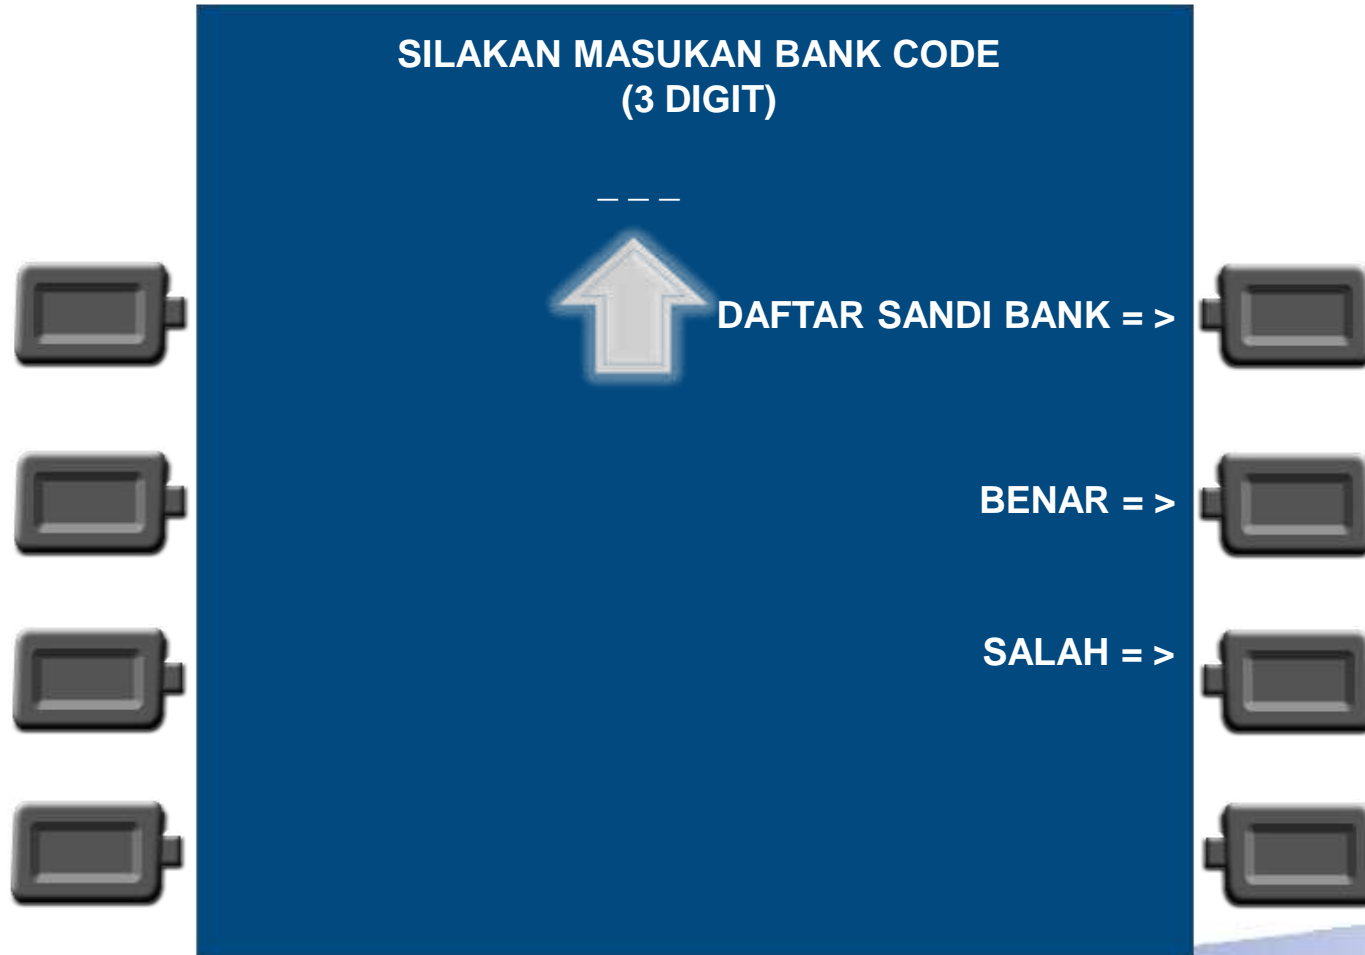 SILAKAN MASUKAN BANK CODE
(3 DIGIT)
_ _ _
DAFTAR SANDI BANK = >
BENAR = >
SALAH = >